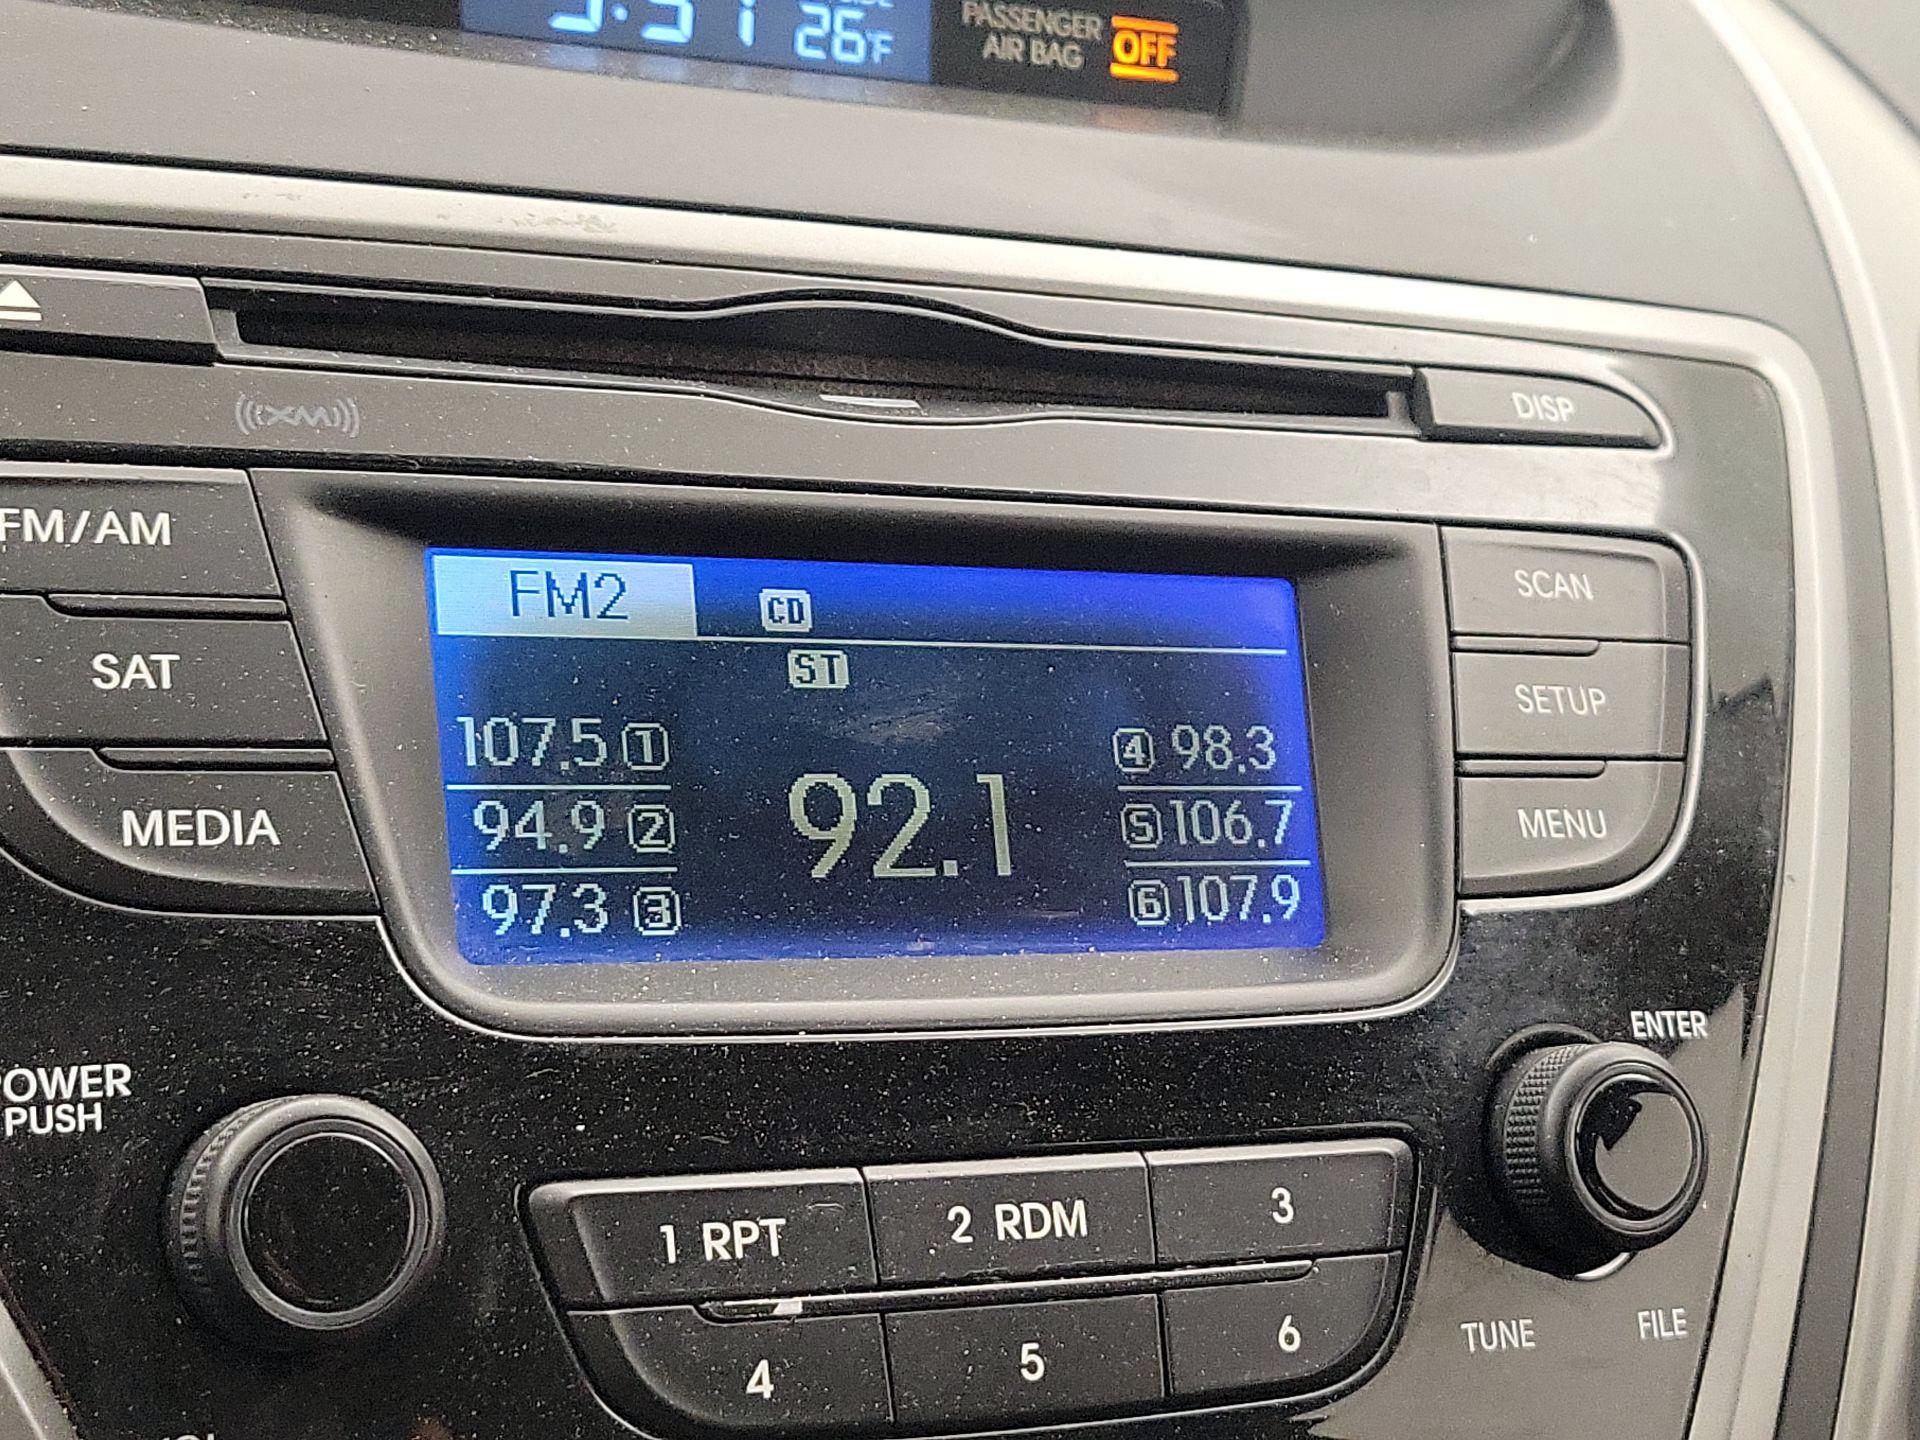 26°F
PASSENGER
AIR BAG
OFF
((XM))
DISP
FM/AM
SAT
MEDIA
FM2
CD
ST
107.5 1
94.9 2
97.3 3
92.1
4 98.3
5 106.7
6 107.9
SCAN
SETUP
MENU
POWER
PUSH
ENTER
TUNE
FILE
1 RPT
2 RDM
3
4
5
6